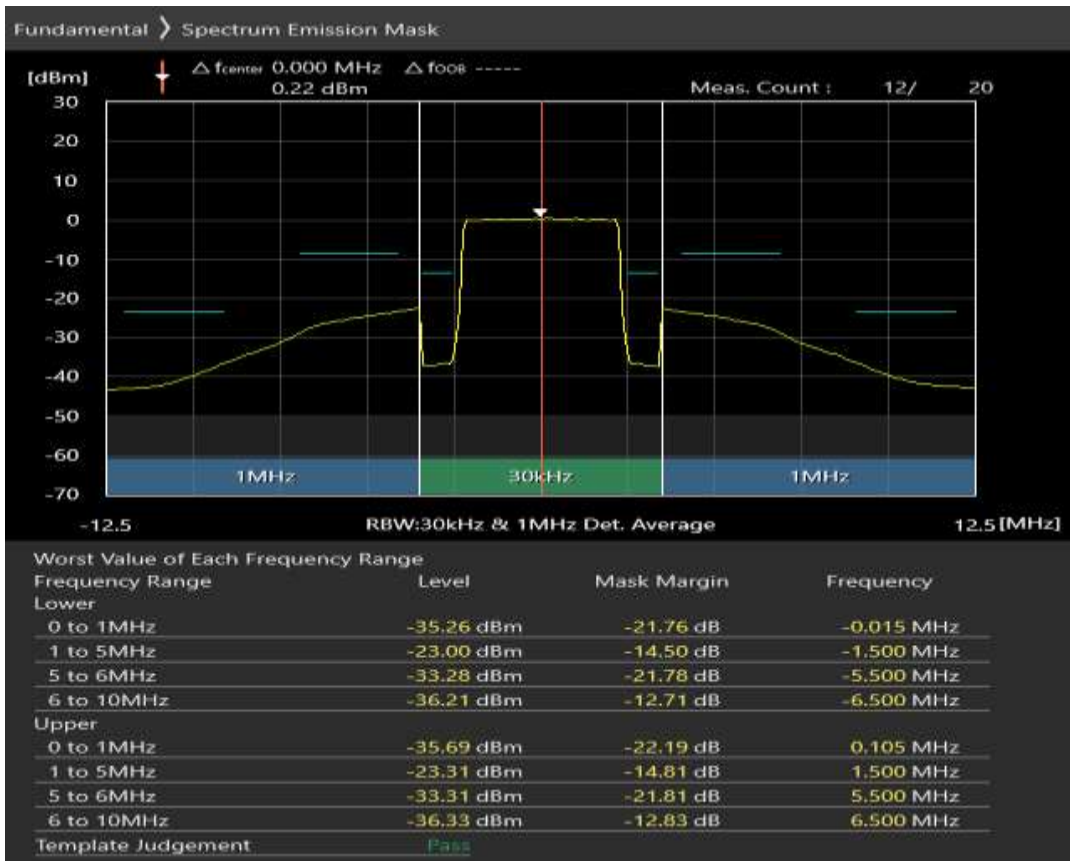 Fundamental ❭ Spectrum Emission Mask
[dBm] △ fcenter 0.000 MHz △ fOOB -----
0.22 dBm Meas. Count : 12/ 20
30
20
10
0
-10
-20
-30
-40
-50
-60
-70
1MHz 30kHz 1MHz
-12.5 RBW:30kHz & 1MHz Det. Average 12.5 [MHz]
Worst Value of Each Frequency Range
Frequency Range Level Mask Margin Frequency
Lower
0 to 1MHz -35.26 dBm -21.76 dB -0.015 MHz
1 to 5MHz -23.00 dBm -14.50 dB -1.500 MHz
5 to 6MHz -33.28 dBm -21.78 dB -5.500 MHz
6 to 10MHz -36.21 dBm -12.71 dB -6.500 MHz
Upper
0 to 1MHz -35.69 dBm -22.19 dB 0.105 MHz
1 to 5MHz -23.31 dBm -14.81 dB 1.500 MHz
5 to 6MHz -33.31 dBm -21.81 dB 5.500 MHz
6 to 10MHz -36.33 dBm -12.83 dB 6.500 MHz
Template Judgement Pass